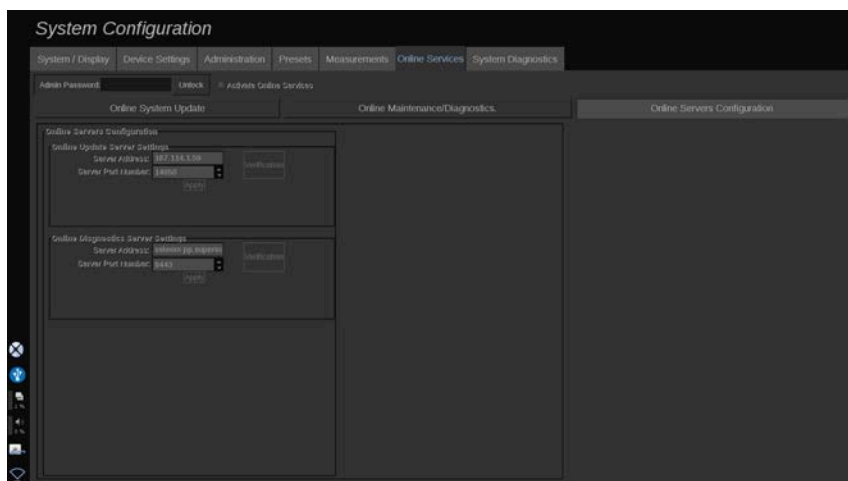 System Configuration
System / Display Device Settings Administration Presets Measurements Online Services System Diagnostics
Admin Password: Unlock Activate Online Services
Online System Update Online Maintenance/Diagnostics. Online Servers Configuration
Online Servers Configuration
Online Update Server Settings
Server Address:
Server Port Number: 14050
Verification
Apply
Online Diagnostics Server Settings
Server Address:
Server Port Number: 8443
Verification
Apply